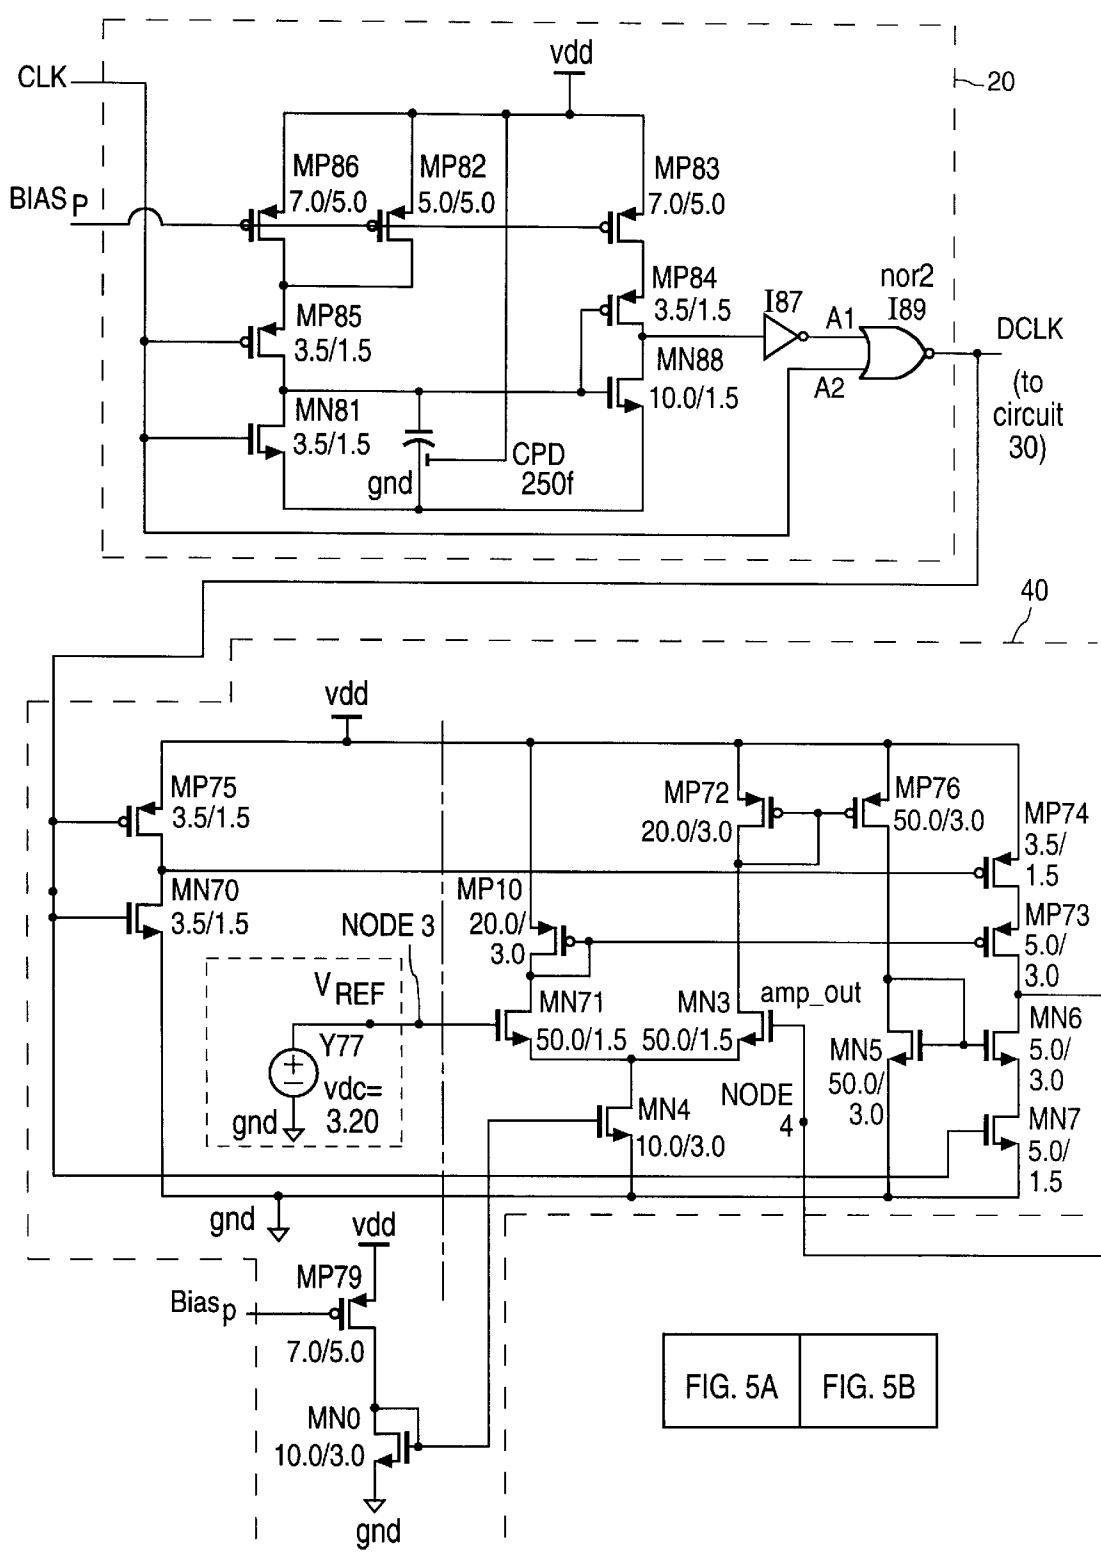 vdd
CLK
20
MP86
7.0/5.0
MP82
5.0/5.0
MP83
7.0/5.0
BIAS P
MP84
3.5/1.5
nor2
I89
I87
A1
DCLK
MP85
3.5/1.5
MN88
10.0/1.5
A2
(to
circuit
30)
MN81
3.5/1.5
CPD
250f
gnd
40
vdd
MP75
3.5/1.5
MP72
20.0/3.0
MP76
50.0/3.0
MP74
3.5/
1.5
MN70
3.5/1.5
MP10
20.0/
3.0
MP73
5.0/
3.0
NODE 3
V REF
MN71
50.0/1.5
MN3
50.0/1.5
amp_out
MN6
5.0/
3.0
Y77
vdc=
3.20
gnd
MN5
50.0/
3.0
NODE
4
MN4
10.0/3.0
MN7
5.0/
1.5
gnd
vdd
MP79
Bias p
7.0/5.0
FIG. 5A
FIG. 5B
MN0
10.0/3.0
gnd